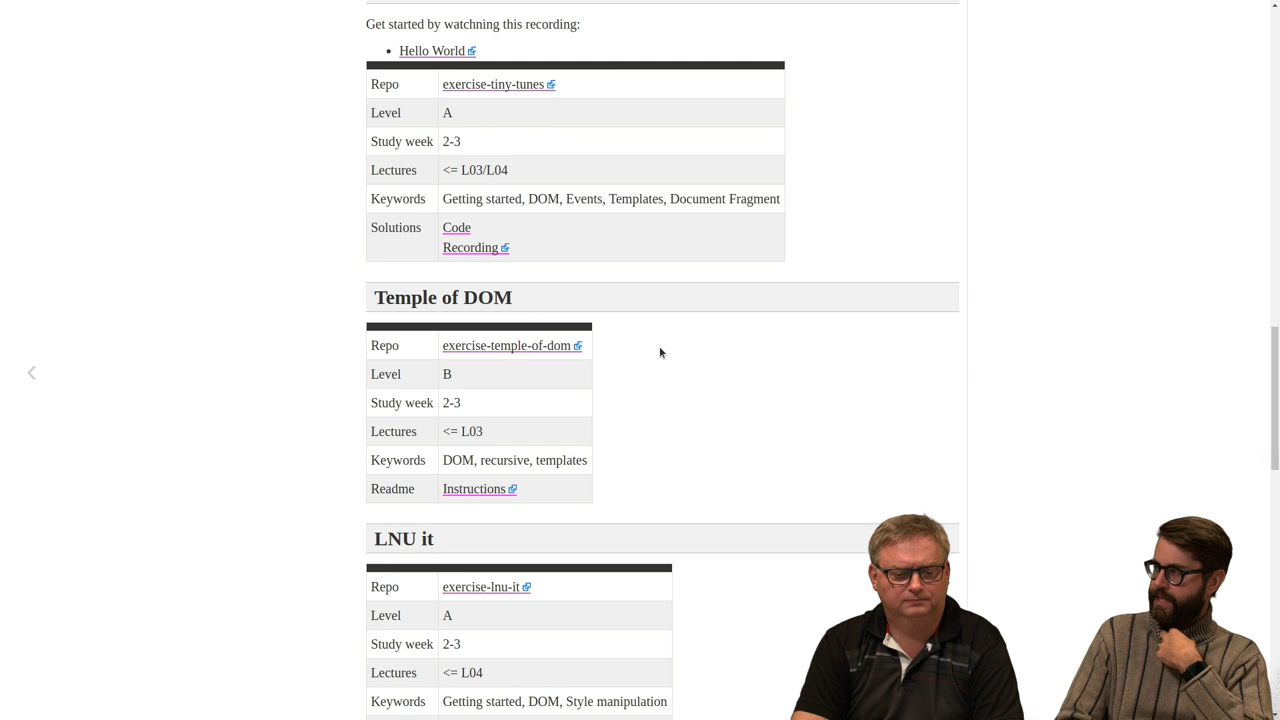 Get started by watchning this recording:
Hello World
Repo exercise-tiny-tunes
Level A
Study week 2-3
Lectures <= L03/L04
Keywords Getting started, DOM, Events, Templates, Document Fragment
Solutions Code
Recording
Temple of DOM
Repo exercise-temple-of-dom
Level B
Study week 2-3
Lectures <= L03
Keywords DOM, recursive, templates
Readme Instructions
LNU it
Repo exercise-lnu-it
Level A
Study week 2-3
Lectures <= L04
Keywords Getting started, DOM, Style manipulation